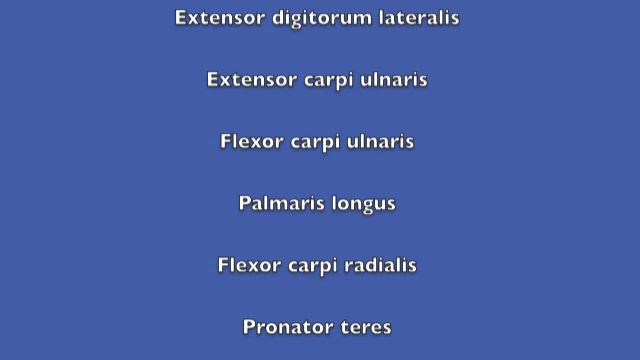 Extensor digitorum lateralis
Extensor carpi ulnaris
Flexor carpi ulnaris
Palmaris longus
Flexor carpi radialis
Pronator teres